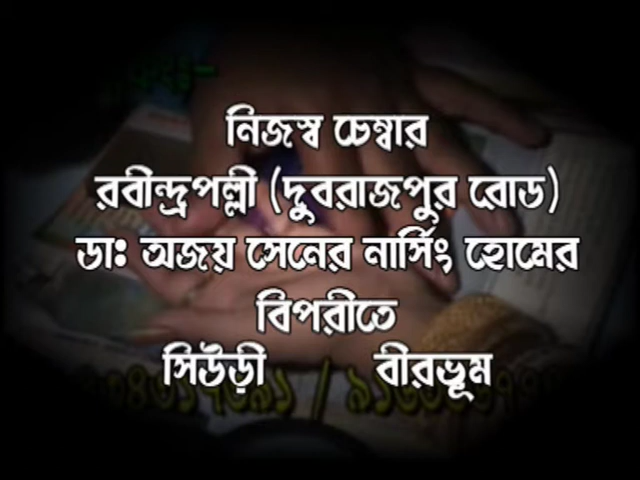 নিজস্ব চেম্বার
রবীন্দ্রপল্লী (দুবরাজপুর রোড)
ডাঃ অজয় সেনের নার্সিং হোমের
বিপরীতে
সিউড়ী বীরভূম